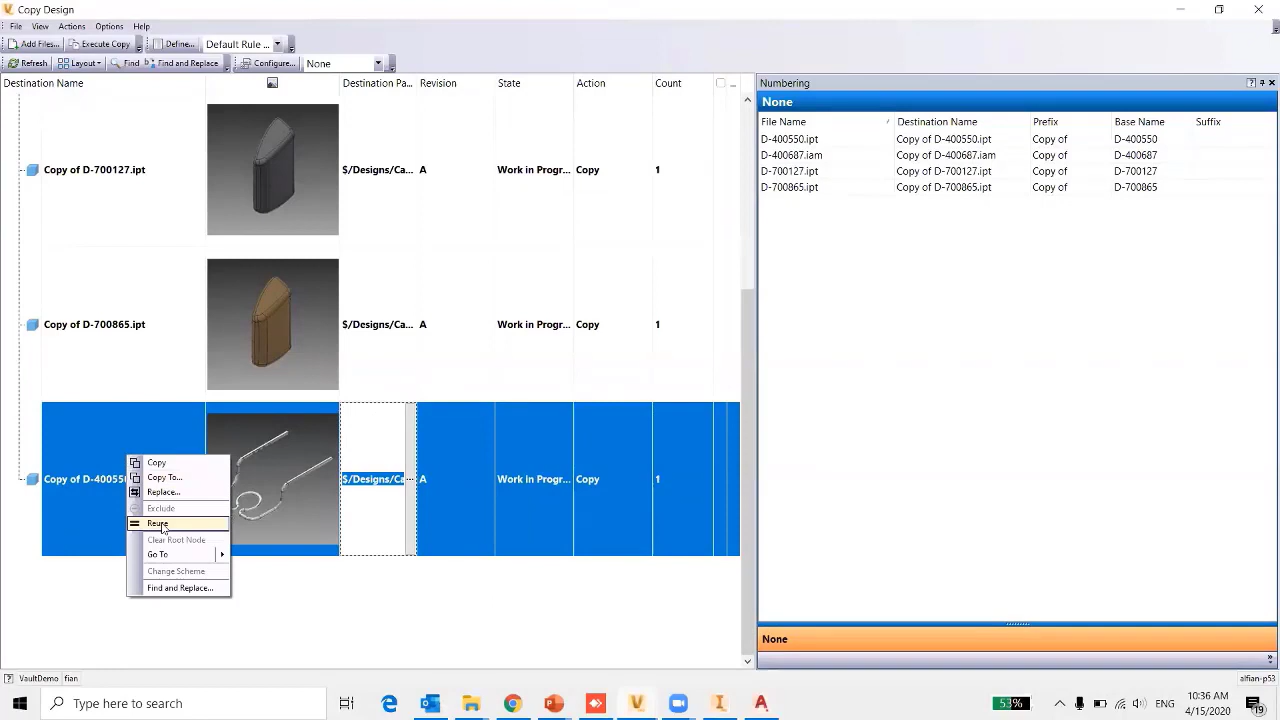 Copy Design
File View Actions Options Help
Add Files... Execute Copy Define... Default Rule ...
Refresh Layout Find Find and Replace Configure... None
Destination Name Destination Pa... Revision State Action Count ...
Copy of D-700127.ipt $/Designs/Ca... A Work in Progr... Copy 1
Copy of D-700865.ipt $/Designs/Ca... A Work in Progr... Copy 1
Copy of D-40055 $/Designs/Ca ... A Work in Progr... Copy 1
Copy
Copy To...
Replace...
Exclude
Reuse
Clear Root Node
Go To
Change Scheme
Find and Replace...
Numbering
None
File Name Destination Name Prefix Base Name Suffix
D-400550.ipt Copy of D-400550.ipt Copy of D-400550
D-400687.iam Copy of D-400687.iam Copy of D-400687
D-700127.ipt Copy of D-700127.ipt Copy of D-700127
D-700865.ipt Copy of D-700865.ipt Copy of D-700865
None
VaultDemo fian alfian-p53
Type here to search 53% 10:36 AM
4/15/2020 19